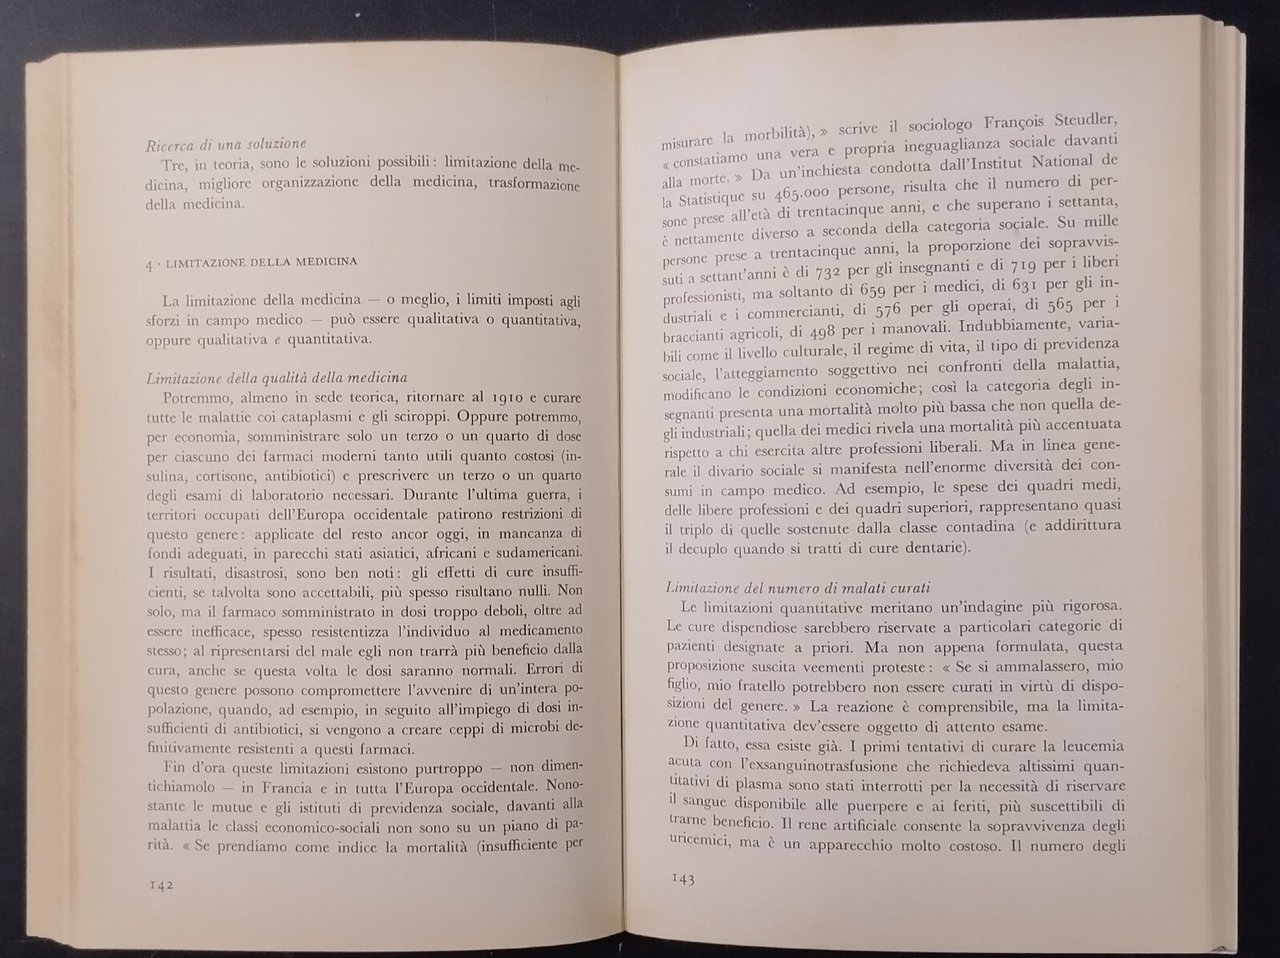 Ricerca di una soluzione
Tre, in teoria, sono le soluzioni possibili: limitazione della me-
dicina, migliore organizzazione della medicina, trasformazione
della medicina.
4 · LIMITAZIONE DELLA MEDICINA
La limitazione della medicina — o meglio, i limiti imposti agli
sforzi in campo medico — può essere qualitativa o quantitativa,
oppure qualitativa e quantitativa.
Limitazione della qualità della medicina
Potremmo, almeno in sede teorica, ritornare al 1910 e curare
tutte le malattie coi cataplasmi e gli sciroppi. Oppure potremmo,
per economia, somministrare solo un terzo o un quarto di dose
per ciascuno dei farmaci moderni tanto utili quanto costosi (in-
sulina, cortisone, antibiotici) e prescrivere un terzo o un quarto
degli esami di laboratorio necessari. Durante l'ultima guerra, i
territori occupati dell'Europa occidentale patirono restrizioni di
questo genere: applicate del resto ancor oggi, in mancanza di
fondi adeguati, in parecchi stati asiatici, africani e sudamericani.
I risultati, disastrosi, sono ben noti: gli effetti di cure insuffi-
cienti, se talvolta sono accettabili, più spesso risultano nulli. Non
solo, ma il farmaco somministrato in dosi troppo deboli, oltre ad
essere inefficace, spesso resistentizza l'individuo al medicamento
stesso; al ripresentarsi del male egli non trarrà più beneficio dalla
cura, anche se questa volta le dosi saranno normali. Errori di
questo genere possono compromettere l'avvenire di un'intera po-
polazione, quando, ad esempio, in seguito all'impiego di dosi in-
sufficienti di antibiotici, si vengono a creare ceppi di microbi de-
finitivamente resistenti a questi farmaci.
Fin d'ora queste limitazioni esistono purtroppo — non dimen-
tichiamolo — in Francia e in tutta l'Europa occidentale. Nono-
stante le mutue e gli istituti di previdenza sociale, davanti alla
malattia le classi economico-sociali non sono su un piano di pa-
rità. « Se prendiamo come indice la mortalità (insufficiente per
142
misurare la morbilità), » scrive il sociologo François Steudler,
« constatiamo una vera e propria ineguaglianza sociale davanti
alla morte. » Da un'inchiesta condotta dall'Institut National de
la Statistique su 465.000 persone, risulta che il numero di per-
sone prese all'età di trentacinque anni, e che superano i settanta,
è nettamente diverso a seconda della categoria sociale. Su mille
persone prese a trentacinque anni, la proporzione dei sopravvis-
suti a settant'anni è di 732 per gli insegnanti e di 719 per i liberi
professionisti, ma soltanto di 659 per i medici, di 631 per gli in-
dustriali e i commercianti, di 576 per gli operai, di 565 per i
braccianti agricoli, di 498 per i manovali. Indubbiamente, varia-
bili come il livello culturale, il regime di vita, il tipo di previdenza
sociale, l'atteggiamento soggettivo nei confronti della malattia,
modificano le condizioni economiche; così la categoria degli in-
segnanti presenta una mortalità molto più bassa che non quella de-
gli industriali; quella dei medici rivela una mortalità più accentuata
rispetto a chi esercita altre professioni liberali. Ma in linea gene-
rale il divario sociale si manifesta nell'enorme diversità dei con-
sumi in campo medico. Ad esempio, le spese dei quadri medi,
delle libere professioni e dei quadri superiori, rappresentano quasi
il triplo di quelle sostenute dalla classe contadina (e addirittura
il decuplo quando si tratti di cure dentarie).
Limitazione del numero di malati curati
Le limitazioni quantitative meritano un'indagine più rigorosa.
Le cure dispendiose sarebbero riservate a particolari categorie di
pazienti designate a priori. Ma non appena formulata, questa
proposizione suscita veementi proteste: « Se si ammalassero, mio
figlio, mio fratello potrebbero non essere curati in virtù di dispo-
sizioni del genere. » La reazione è comprensibile, ma la limita-
zione quantitativa dev'essere oggetto di attento esame.
Di fatto, essa esiste già. I primi tentativi di curare la leucemia
acuta con l'exsanguinotrasfusione che richiedeva altissimi quan-
titativi di plasma sono stati interrotti per la necessità di riservare
il sangue disponibile alle puerpere e ai feriti, più suscettibili di
trarne beneficio. Il rene artificiale consente la sopravvivenza degli
uricemici, ma è un apparecchio molto costoso. Il numero degli
143